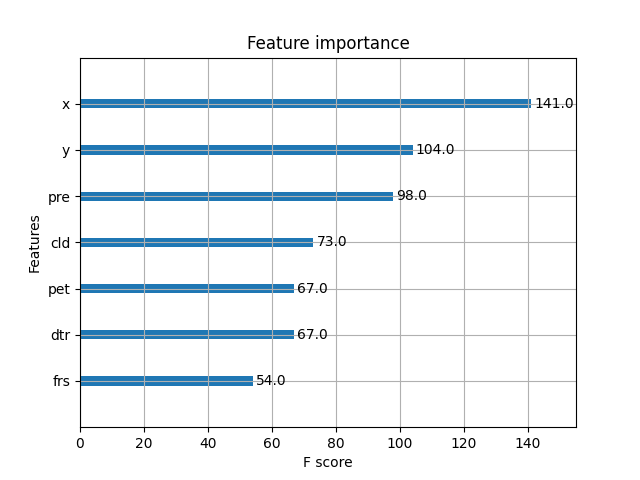 Feature importance
x 141.0
y 104.0
pre 98.0
cld 73.0
pet 67.0
dtr 67.0
frs 54.0
Features
0 20 40 60 80 100 120 140
F score